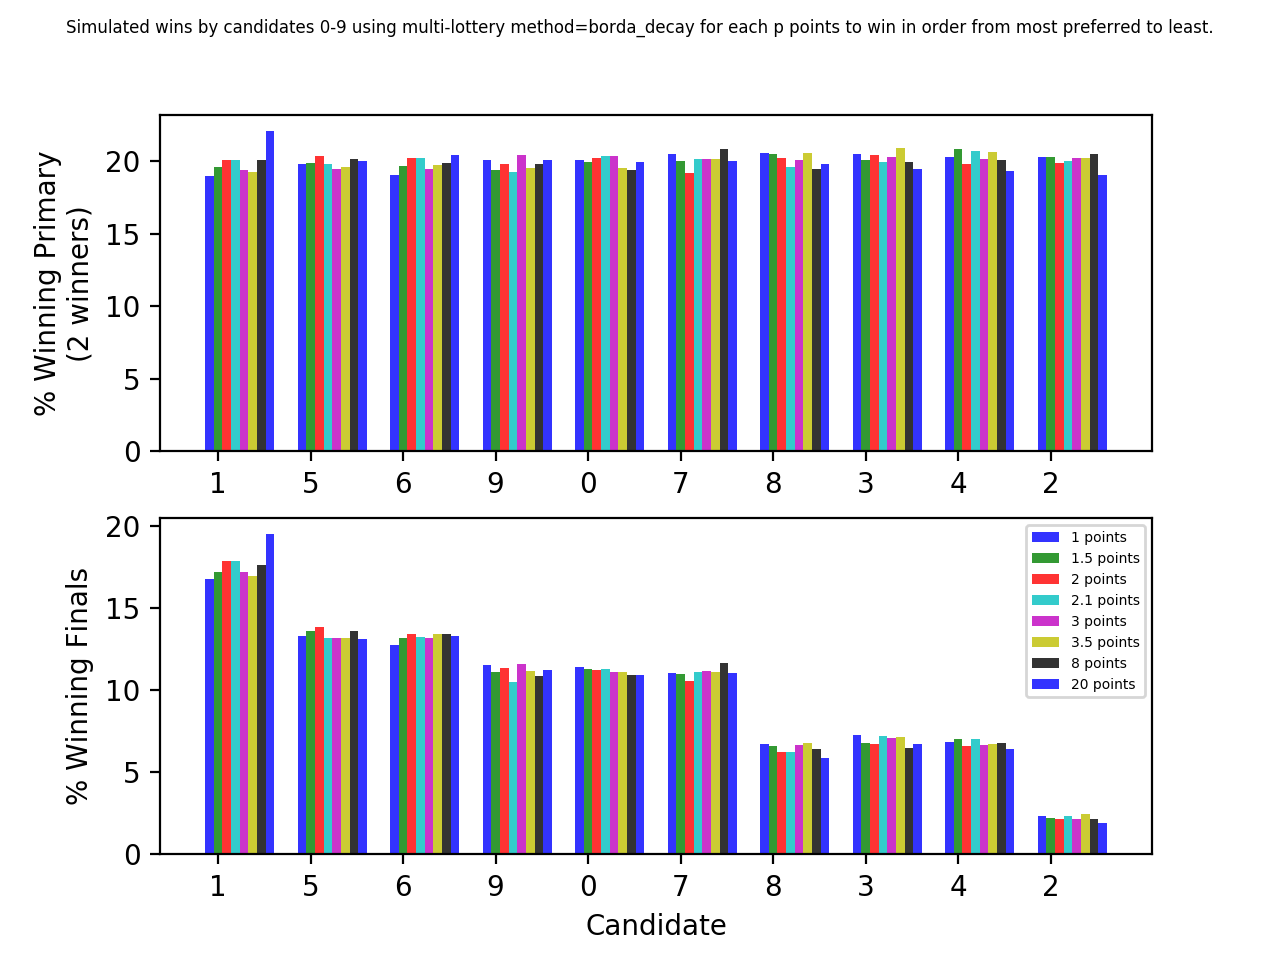 Simulated wins by candidates 0-9 using multi-lottery method=borda_decay for each p points to win in order from most preferred to least.
% Winning Primary
(2 winners)
20
15
10
5
0
1 5 6 9 0 7 8 3 4 2
% Winning Finals
20
15
10
5
0
1 points
1.5 points
2 points
2.1 points
3 points
3.5 points
8 points
20 points
1 5 6 9 0 7 8 3 4 2
Candidate